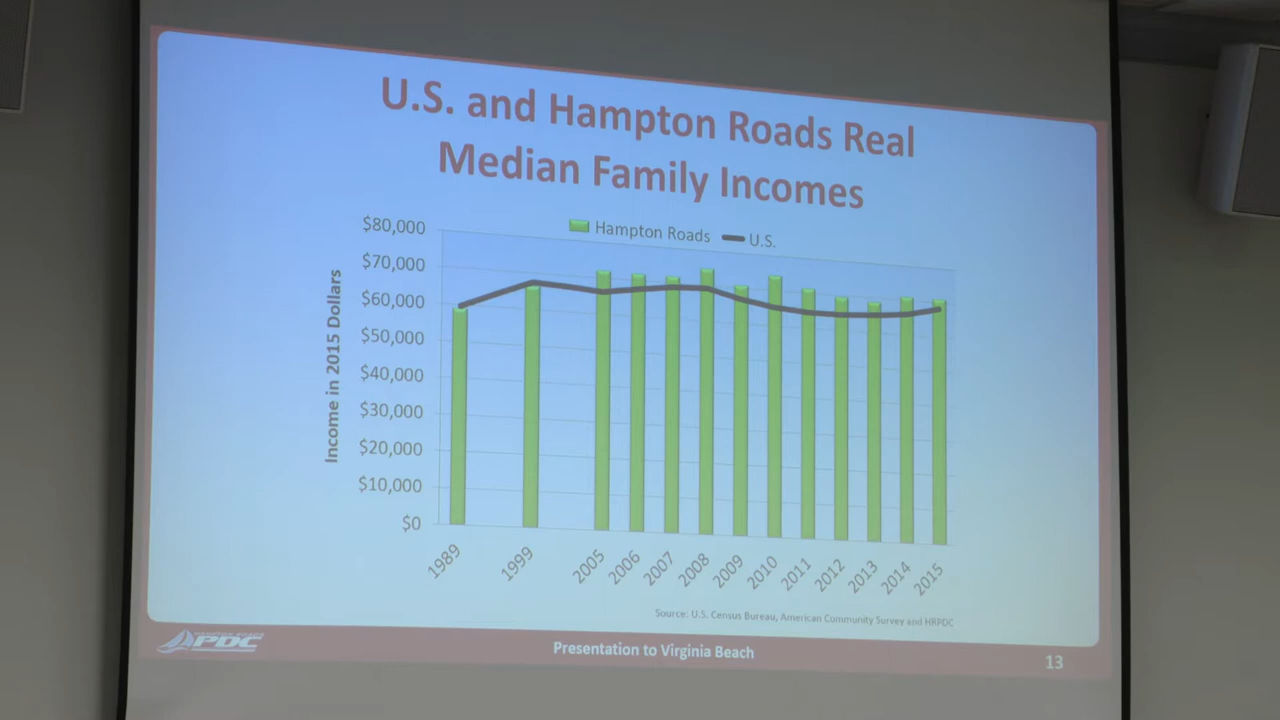 U.S. and Hampton Roads Real
Median Family Incomes
Hampton Roads U.S.
Income in 2015 Dollars
$80,000
$70,000
$60,000
$50,000
$40,000
$30,000
$20,000
$10,000
$0
1989 1999 2005 2006 2007 2008 2009 2010 2011 2012 2013 2014 2015
Source: U.S. Census Bureau, American Community Survey and HRPDC
HAMPTON ROADS
PDC
Presentation to Virginia Beach
13